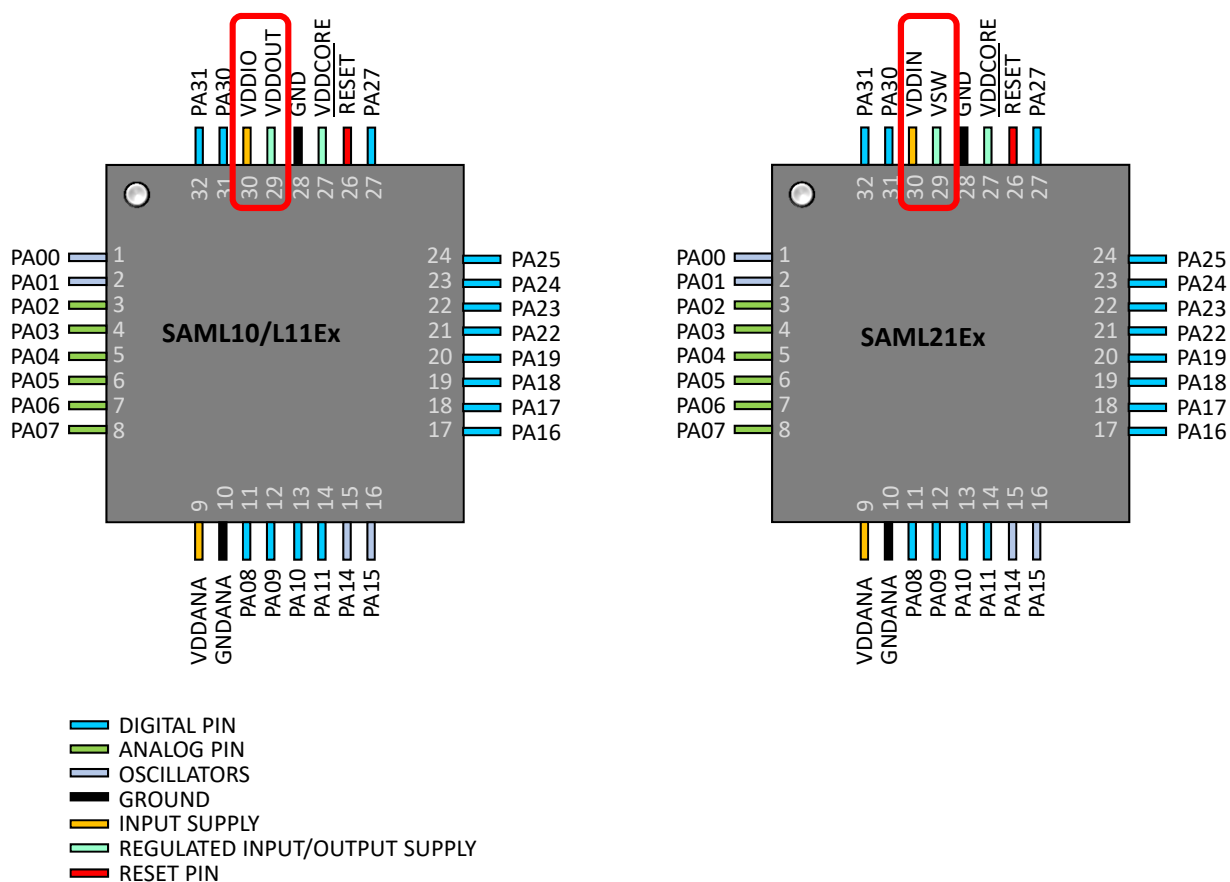 PA31
PA30
VDDIO
VDDOUT
GND
VDDCORE
RESET
PA27
32
31
30
29
28
27
26
27
PA00 1
PA01 2
PA02 3
PA03 4
PA04 5
PA05 6
PA06 7
PA07 8
SAML10/L11Ex
24 PA25
23 PA24
22 PA23
21 PA22
20 PA19
19 PA18
18 PA17
17 PA16
9
10
11
12
13
14
15
16
VDDANA
GNDANA
PA08
PA09
PA10
PA11
PA14
PA15
PA31
PA30
VDDIN
VSW
GND
VDDCORE
RESET
PA27
32
31
30
29
28
27
26
27
PA00 1
PA01 2
PA02 3
PA03 4
PA04 5
PA05 6
PA06 7
PA07 8
SAML21Ex
24 PA25
23 PA24
22 PA23
21 PA22
20 PA19
19 PA18
18 PA17
17 PA16
9
10
11
12
13
14
15
16
VDDANA
GNDANA
PA08
PA09
PA10
PA11
PA14
PA15
DIGITAL PIN
ANALOG PIN
OSCILLATORS
GROUND
INPUT SUPPLY
REGULATED INPUT/OUTPUT SUPPLY
RESET PIN